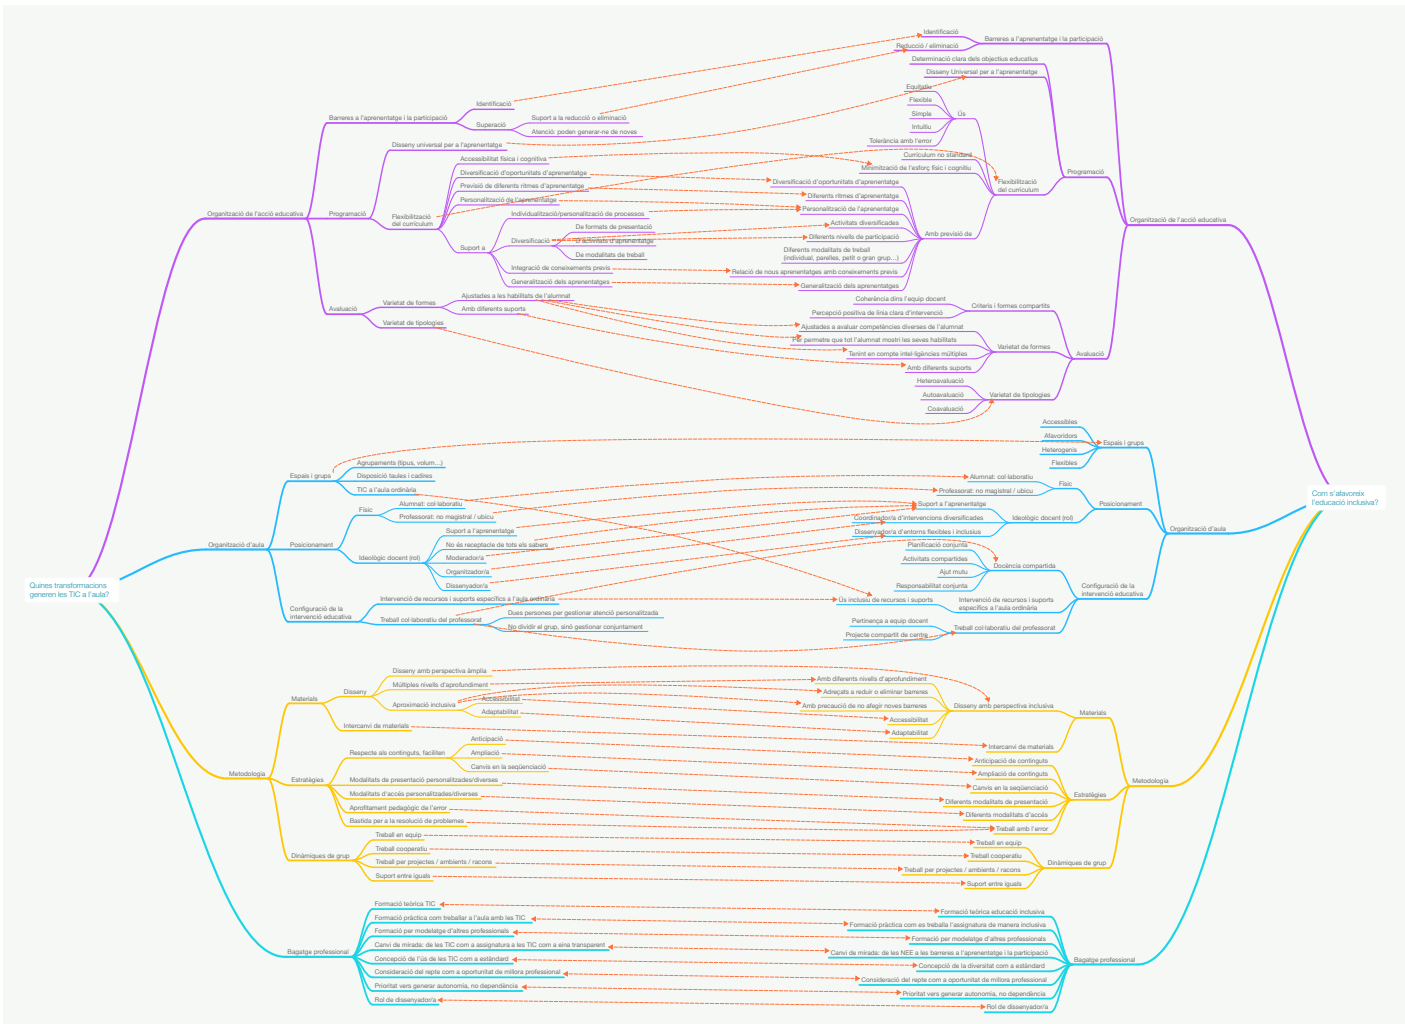 Quines transformacions
generen les TIC a l'aula?
Organització de l'acció educativa
Barreres a l'aprenentatge i la participació
Identificació
Superació
Suport a la reducció o eliminació
Atenció: poden generar-ne de noves
Programació
Disseny universal per a l'aprenentatge
Flexibilització
del currículum
Accessibilitat física i cognitiva
Diversificació d'oportunitats d'aprenentatge
Previsió de diferents ritmes d'aprenentatge
Personalització de l'aprenentatge
Suport a
Individualització/personalització de processos
Diversificació
De formats de presentació
D'activitats d'aprenentatge
De modalitats de treball
Integració de coneixements previs
Generalització dels aprenentatges
Avaluació
Varietat de formes
Ajustades a les habilitats de l'alumnat
Amb diferents suports
Varietat de tipologies
Organització d'aula
Espais i grups
Agrupaments (tipus, volum...)
Disposició taules i cadires
TIC a l'aula ordinària
Posicionament
Físic
Alumnat: col·laboratiu
Professorat: no magistral / ubicu
Ideològic docent (rol)
Suport a l'aprenentatge
No és receptacle de tots els sabers
Moderador/a
Organitzador/a
Dissenyador/a
Configuració de la
intervenció educativa
Intervenció de recursos i suports específics a l'aula ordinària
Treball col·laboratiu del professorat
Dues persones per gestionar atenció personalitzada
No dividir el grup, sinó gestionar conjuntament
Metodologia
Materials
Disseny
Disseny amb perspectiva àmplia
Múltiples nivells d'aprofundiment
Aproximació inclusiva
Accessibilitat
Adaptabilitat
Intercanvi de materials
Estratègies
Respecte als continguts, faciliten
Anticipació
Ampliació
Canvis en la seqüenciació
Modalitats de presentació personalitzades/diverses
Modalitats d'accés personalitzades/diverses
Aprofitament pedagògic de l'error
Bastida per a la resolució de problemes
Dinàmiques de grup
Treball en equip
Treball cooperatiu
Treball per projectes / ambients / racons
Suport entre iguals
Bagatge professional
Formació teòrica TIC
Formació pràctica com treballar a l'aula amb les TIC
Formació per modelatge d'altres professionals
Canvi de mirada: de les TIC com a assignatura a les TIC com a eina transparent
Concepció de l'ús de les TIC com a estàndard
Consideració del repte com a oportunitat de millora professional
Prioritat vers generar autonomia, no dependència
Rol de dissenyador/a
Com s'afavoreix
l'educació inclusiva?
Organització de l'acció educativa
Barreres a l'aprenentatge i la participació
Identificació
Reducció / eliminació
Programació
Determinació clara dels objectius educatius
Disseny Universal per a l'aprenentatge
Flexibilització
del currículum
Ús
Equitatiu
Flexible
Simple
Intuïtiu
Tolerància amb l'error
Currículum no standard
Minimització de l'esforç físic i cognitiu
Amb previsió de
Diversificació d'oportunitats d'aprenentatge
Diferents ritmes d'aprenentatge
Personalització de l'aprenentatge
Activitats diversificades
Diferents nivells de participació
Diferents modalitats de treball
(individual, parelles, petit o gran grup...)
Relació de nous aprenentatges amb coneixements previs
Generalització dels aprenentatges
Avaluació
Criteris i formes compartits
Coherència dins l'equip docent
Percepció positiva de línia clara d'intervenció
Varietat de formes
Ajustades a avaluar competències diverses de l'alumnat
Per permetre que tot l'alumnat mostri les seves habilitats
Tenint en compte intel·ligències múltiples
Amb diferents suports
Varietat de tipologies
Heteroavaluació
Autoavaluació
Coavaluació
Organització d'aula
Espais i grups
Accessibles
Afavoridors
Heterogenis
Flexibles
Posicionament
Físic
Alumnat: col·laboratiu
Professorat: no magistral / ubicu
Ideològic docent (rol)
Suport a l'aprenentatge
Coordinador/a d'intervencions diversificades
Dissenyador/a d'entorns flexibles i inclusius
Configuració de la
intervenció educativa
Docència compartida
Planificació conjunta
Activitats compartides
Ajut mutu
Responsabilitat conjunta
Intervenció de recursos i suports
específics a l'aula ordinària
Ús inclusiu de recursos i suports
Treball col·laboratiu del professorat
Pertinença a equip docent
Projecte compartit de centre
Metodologia
Materials
Disseny amb perspectiva inclusiva
Amb diferents nivells d'aprofundiment
Adreçats a reduir o eliminar barreres
Amb precaució de no afegir noves barreres
Accessibilitat
Adaptabilitat
Intercanvi de materials
Estratègies
Anticipació de continguts
Ampliació de continguts
Canvis en la seqüenciació
Diferents modalitats de presentació
Diferents modalitats d'accés
Treball amb l'error
Dinàmiques de grup
Treball en equip
Treball cooperatiu
Treball per projectes / ambients / racons
Suport entre iguals
Bagatge professional
Formació teòrica educació inclusiva
Formació pràctica com es treballa l'assignatura de manera inclusiva
Formació per modelatge d'altres professionals
Canvi de mirada: de les NEE a les barreres a l'aprenentatge i la participació
Concepció de la diversitat com a estàndard
Consideració del repte com a oportunitat de millora professional
Prioritat vers generar autonomia, no dependència
Rol de dissenyador/a